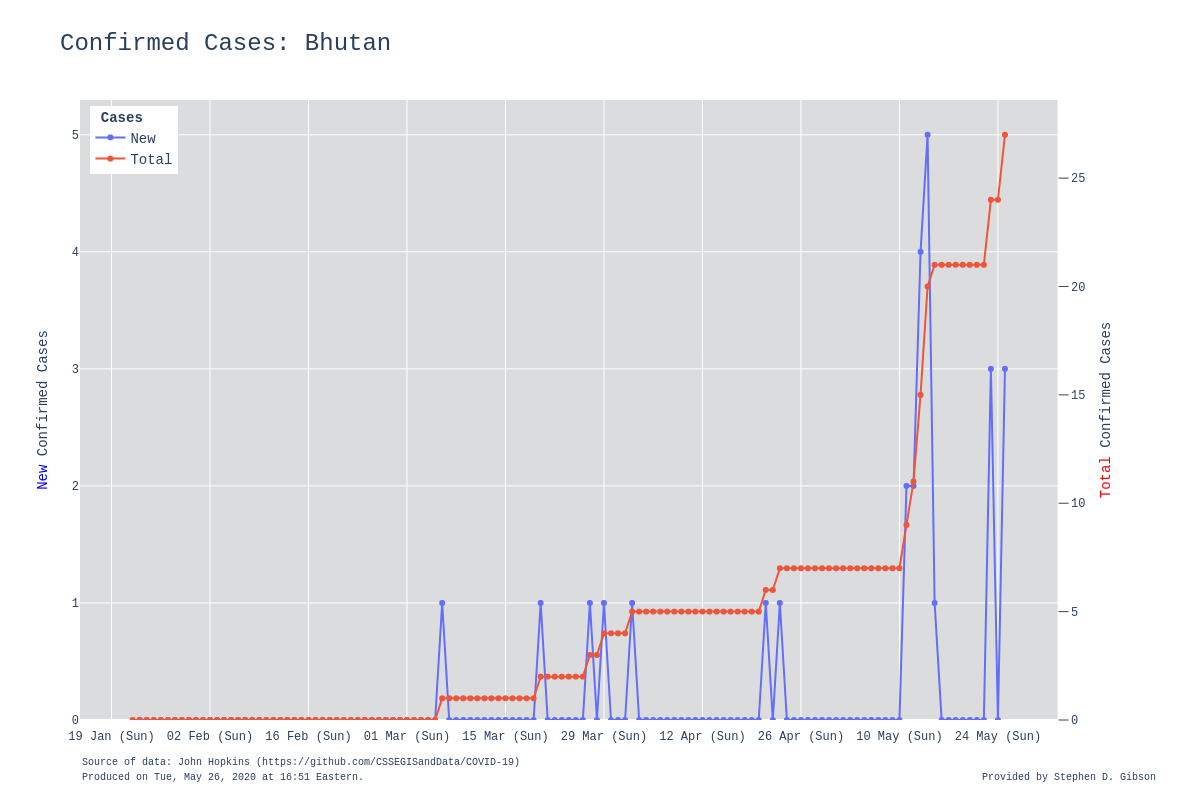 Confirmed Cases: Bhutan
Cases
New
Total
5
4
3
2
1
0
New Confirmed Cases
25
20
15
10
5
0
Total Confirmed Cases
19 Jan (Sun) 02 Feb (Sun) 16 Feb (Sun) 01 Mar (Sun) 15 Mar (Sun) 29 Mar (Sun) 12 Apr (Sun) 26 Apr (Sun) 10 May (Sun) 24 May (Sun)
Source of data: John Hopkins (https://github.com/CSSEGISandData/COVID-19)
Produced on Tue, May 26, 2020 at 16:51 Eastern.
Provided by Stephen D. Gibson